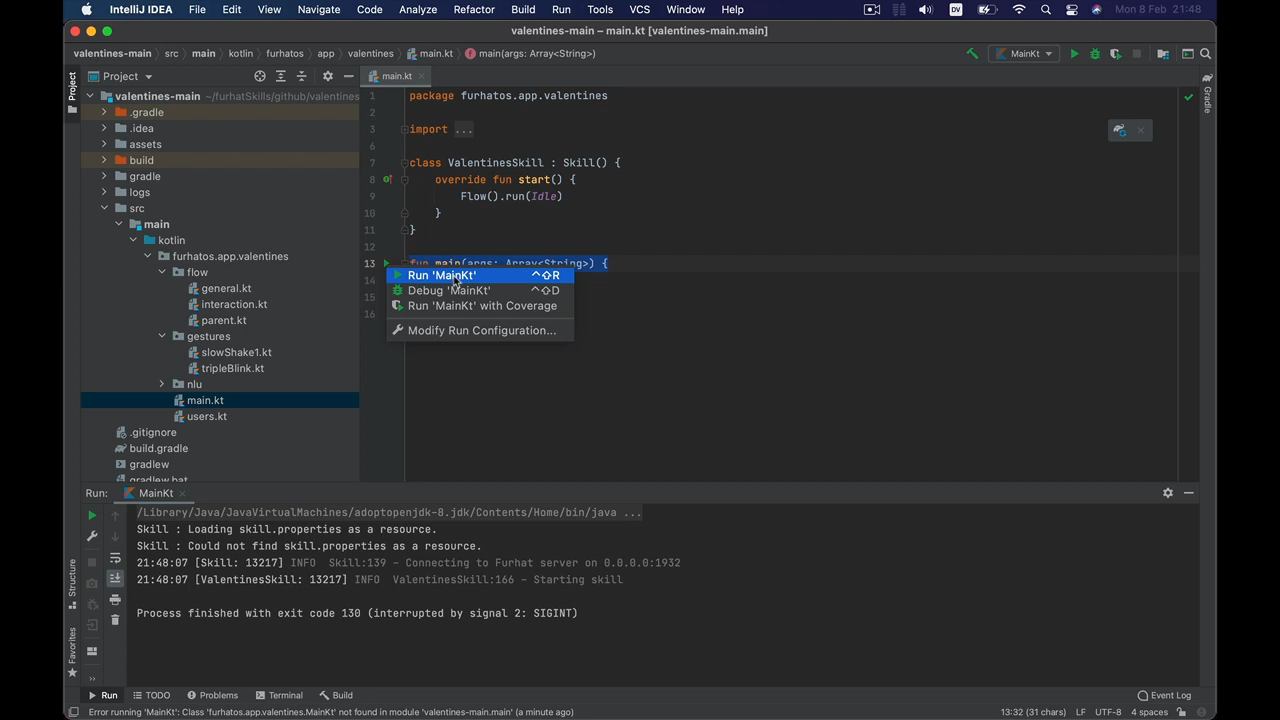 IntelliJ IDEA File Edit View Navigate Code Analyze Refactor Build Run Tools VCS Window Help DV Mon 8 Feb 21:48
valentines-main – main.kt [valentines-main.main]
valentines-main src main kotlin furhatos app valentines main.kt main(args: Array<String>) MainKt
Project
main.kt
valentines-main ~/furhatSkills/github/valentines
.gradle
.idea
assets
build
gradle
logs
src
main
kotlin
furhatos.app.valentines
flow
general.kt
interaction.kt
parent.kt
gestures
slowShake1.kt
tripleBlink.kt
nlu
main.kt
users.kt
.gitignore
build.gradle
gradlew
gradlew.bat
1 package furhatos.app.valentines
2
3 import ...
6
7 class ValentinesSkill : Skill() {
8 override fun start() {
9 Flow().run(Idle)
10 }
11 }
12
13 fun main(args: Array<String>) {
14
15
16
Run 'MainKt' ⌃⇧R
Debug 'MainKt' ⌃⇧D
Run 'MainKt' with Coverage
Modify Run Configuration...
Project
Structure
Favorites
Gradle
Run: MainKt
/Library/Java/JavaVirtualMachines/adoptopenjdk-8.jdk/Contents/Home/bin/java ...
Skill : Loading skill.properties as a resource.
Skill : Could not find skill.properties as a resource.
21:48:07 [Skill: 13217] INFO Skill:139 - Connecting to Furhat server on 0.0.0.0:1932
21:48:07 [ValentinesSkill: 13217] INFO ValentinesSkill:166 - Starting skill
Process finished with exit code 130 (interrupted by signal 2: SIGINT)
Run TODO Problems Terminal Build Event Log
Error running 'MainKt': Class 'furhatos.app.valentines.MainKt' not found in module 'valentines-main.main' (a minute ago) 13:32 (31 chars) LF UTF-8 4 spaces